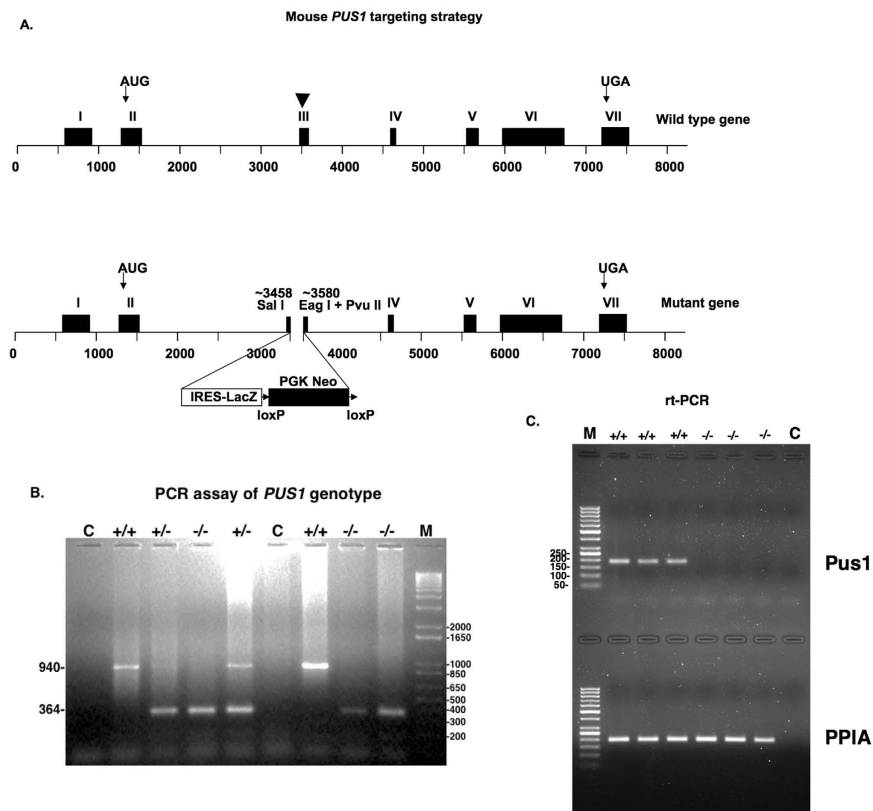 Mouse PUS1 targeting strategy
A.
AUG UGA
I II III IV V VI VII Wild type gene
0 1000 2000 3000 4000 5000 6000 7000 8000
AUG ~3458 ~3580 UGA
I II Sal I Eag I + Pvu II IV V VI VII Mutant gene
0 1000 2000 3000 4000 5000 6000 7000 8000
PGK Neo
IRES-LacZ
loxP loxP
B. PCR assay of PUS1 genotype
C +/+ +/- -/- +/- C +/+ -/- -/- M
940-
364-
-2000
-1650
-1000
-850
-650
-500
-400
-300
-200
rt-PCR
C.
M +/+ +/+ +/+ -/- -/- -/- C
250-
200-
150-
100-
50-
Pus1
PPIA